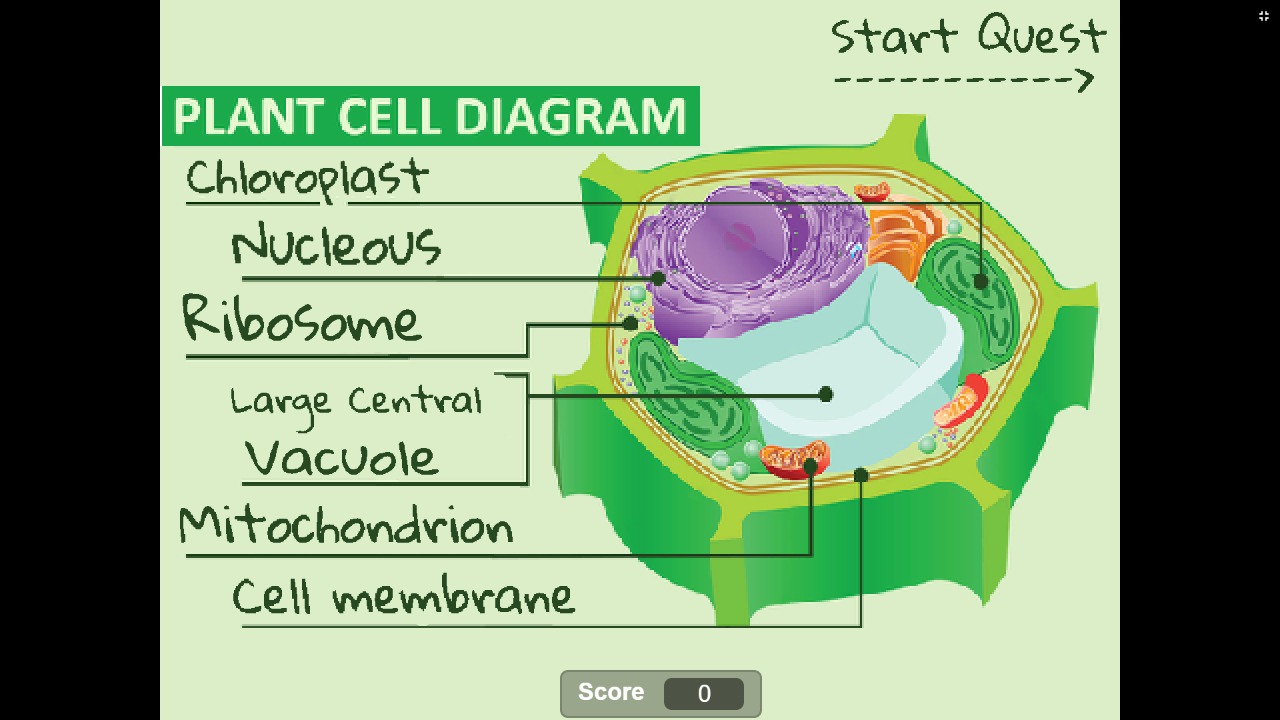 Start Quest
PLANT CELL DIAGRAM
Chloroplast
Nucleous
Ribosome
Large Central
Vacuole
Mitochondrion
Cell membrane
Score 0